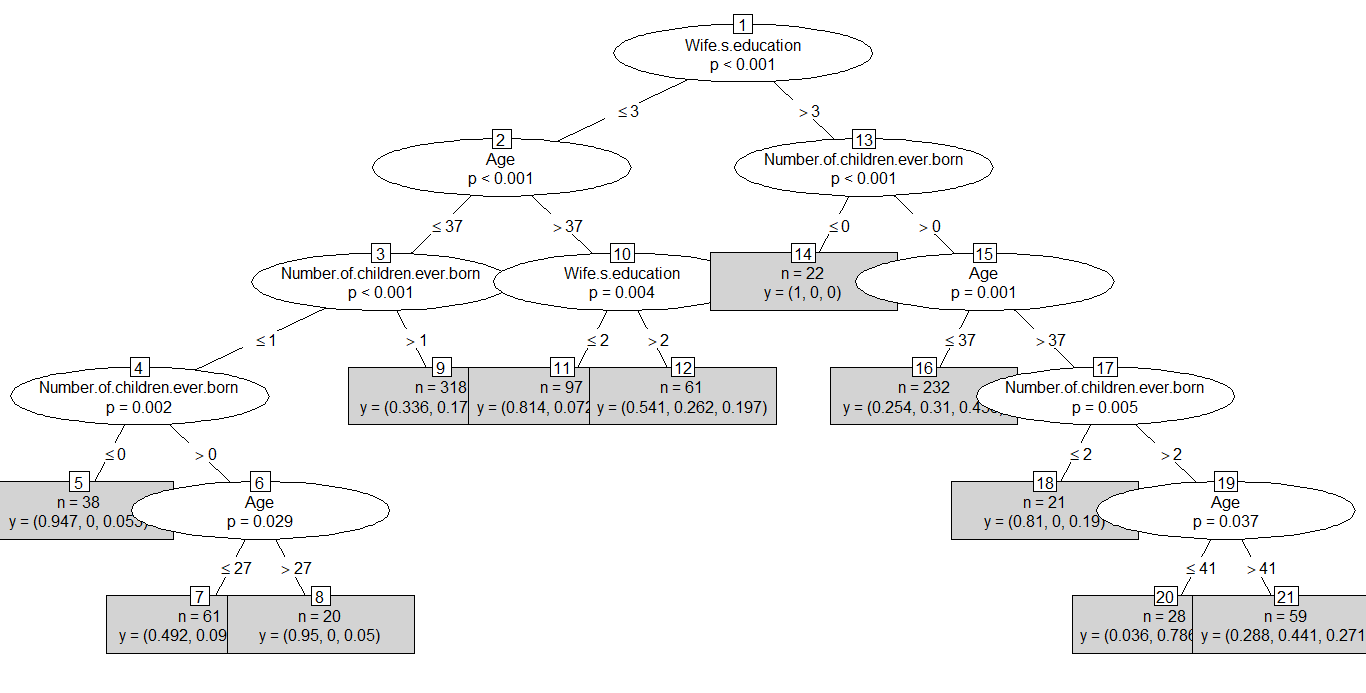 1
Wife.s.education
p < 0.001
≤ 3
> 3
2
Age
p < 0.001
13
Number.of.children.ever.born
p < 0.001
≤ 37
> 37
≤ 0
> 0
3
Number.of.children.ever.born
p < 0.001
10
Wife.s.education
p = 0.004
14
n = 22
y = (1, 0, 0)
15
Age
p = 0.001
≤ 1
> 1
≤ 2
> 2
≤ 37
> 37
4
Number.of.children.ever.born
p = 0.002
9
n = 318
y = (0.336, 0.17
11
n = 97
y = (0.814, 0.072
12
n = 61
y = (0.541, 0.262, 0.197)
16
n = 232
y = (0.254, 0.31,
17
Number.of.children.ever.born
p = 0.005
≤ 0
> 0
≤ 2
> 2
5
n = 38
y = (0.947, 0, 0.053)
6
Age
p = 0.029
18
n = 21
y = (0.81, 0, 0.19)
19
Age
p = 0.037
≤ 27
> 27
≤ 41
> 41
7
n = 61
y = (0.492, 0.09
8
n = 20
y = (0.95, 0, 0.05)
20
n = 28
y = (0.036, 0.786
21
n = 59
y = (0.288, 0.441, 0.271